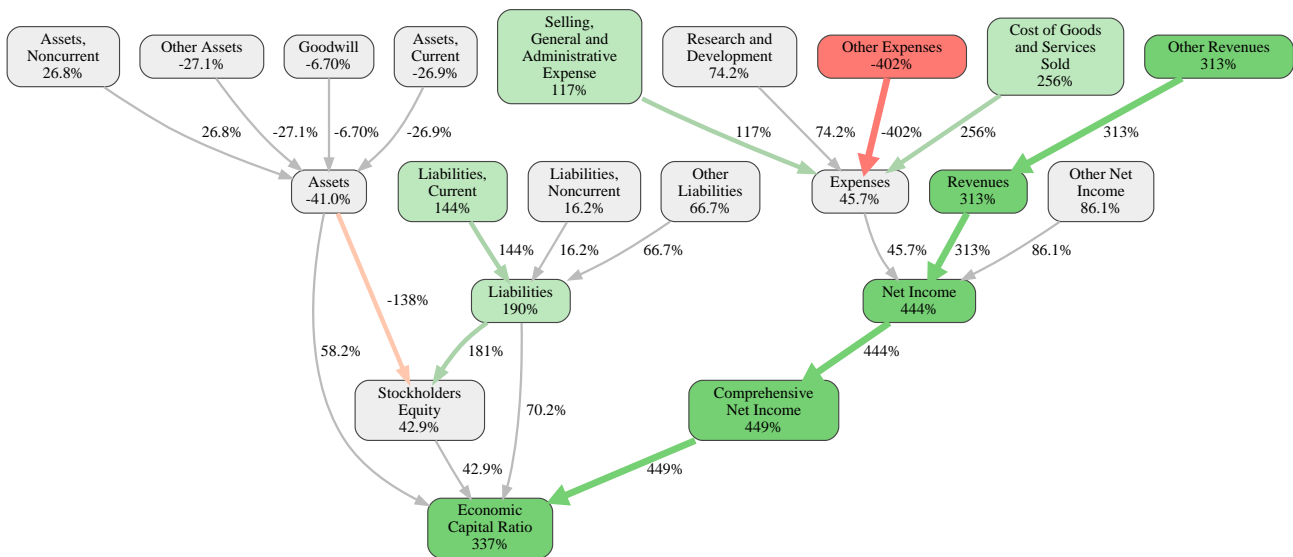 Assets,
Noncurrent
26.8%
Other Assets
-27.1%
Goodwill
-6.70%
Assets,
Current
-26.9%
Selling,
General and
Administrative
Expense
117%
Research and
Development
74.2%
Other Expenses
-402%
Cost of Goods
and Services
Sold
256%
Other Revenues
313%
26.8%
-27.1%
-6.70%
-26.9%
117%
74.2%
-402%
256%
313%
Assets
-41.0%
Liabilities,
Current
144%
Liabilities,
Noncurrent
16.2%
Other
Liabilities
66.7%
Expenses
45.7%
Revenues
313%
Other Net
Income
86.1%
144%
16.2%
66.7%
45.7%
313%
86.1%
-138%
Liabilities
190%
Net Income
444%
58.2%
181%
444%
Stockholders
Equity
42.9%
70.2%
Comprehensive
Net Income
449%
42.9%
449%
Economic
Capital Ratio
337%